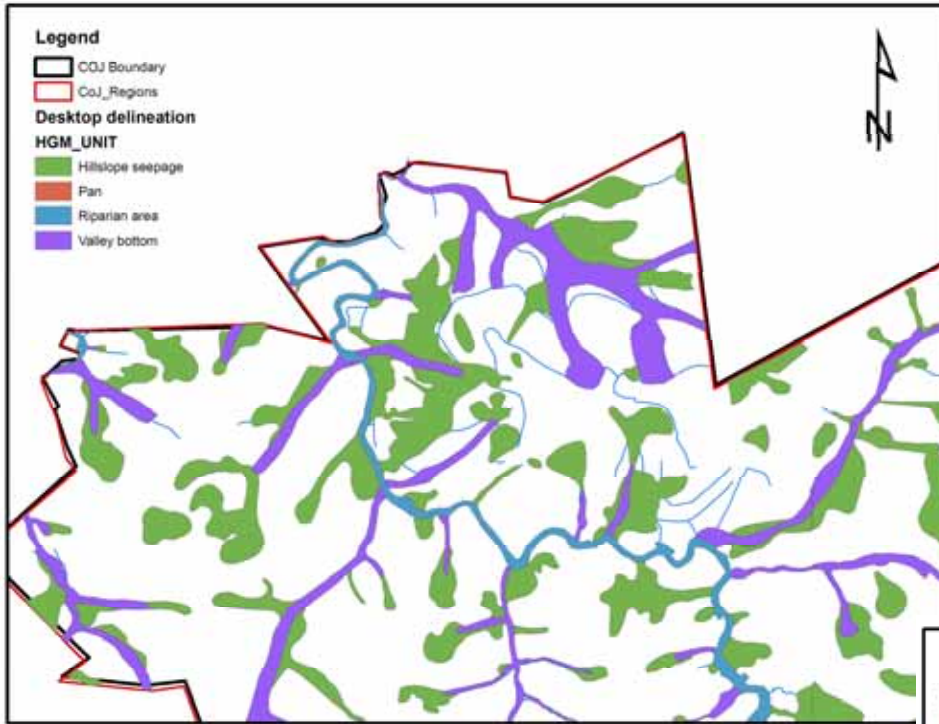 Legend
COJ Boundary
CoJ_Regions
Desktop delineation
HGM_UNIT
Hillslope seepage
Pan
Riparian area
Valley bottom
N